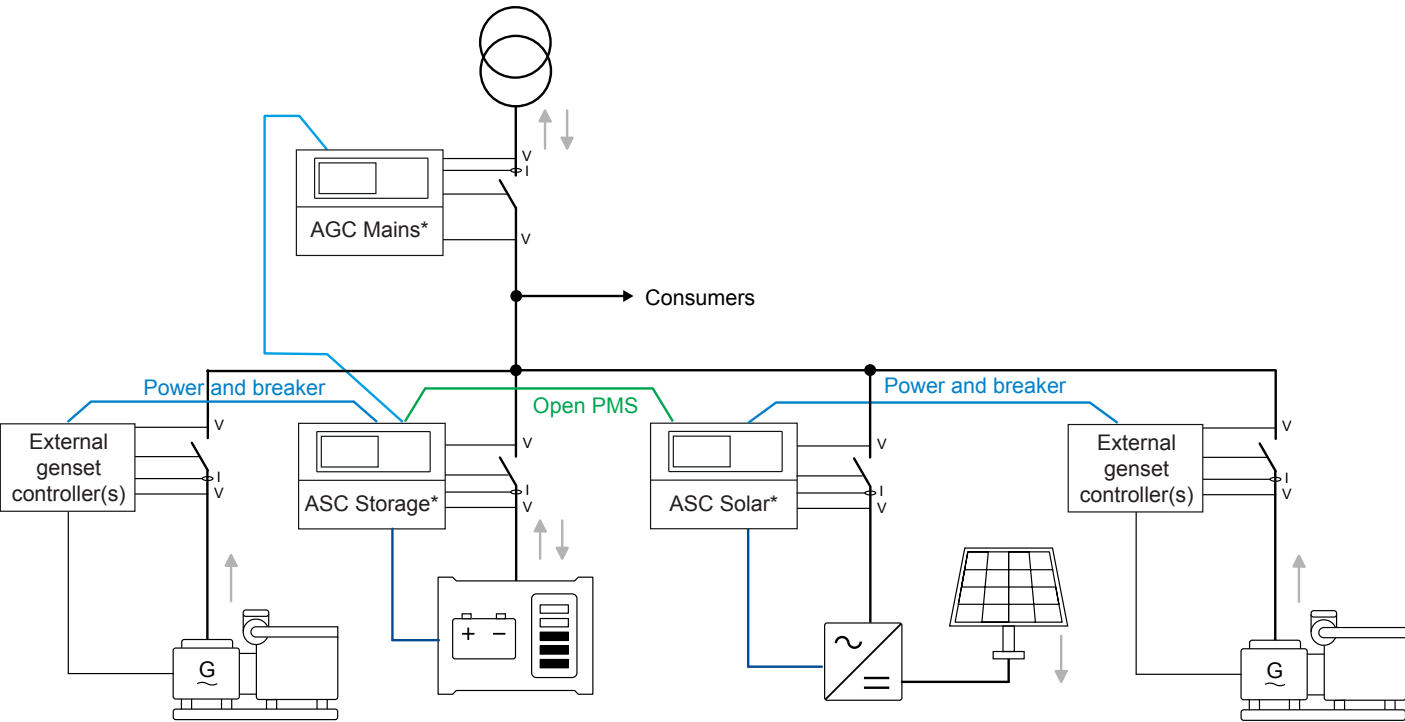 V
I
AGC Mains*
V
Consumers
Power and breaker
Open PMS
Power and breaker
External
genset
controller(s)
V
I
V
ASC Storage*
V
I
V
ASC Solar*
V
I
V
External
genset
controller(s)
V
I
V
G
+ −
G